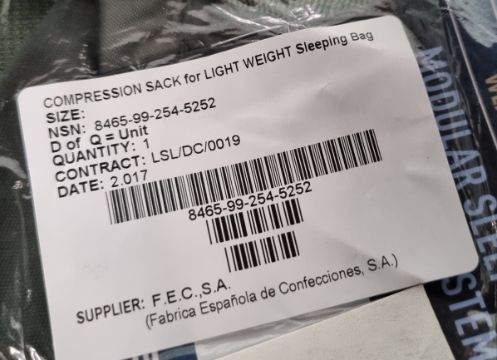 COMPRESSION SACK for LIGHT WEIGHT Sleeping Bag
SIZE:
NSN: 8465-99-254-5252
D of Q = Unit
QUANTITY: 1
CONTRACT: LSL/DC/0019
DATE: 2.017
8465-99-254-5252
SUPPLIER: F.E.C.,S.A.
(Fabrica Española de Confecciones, S.A.)
MODULAR